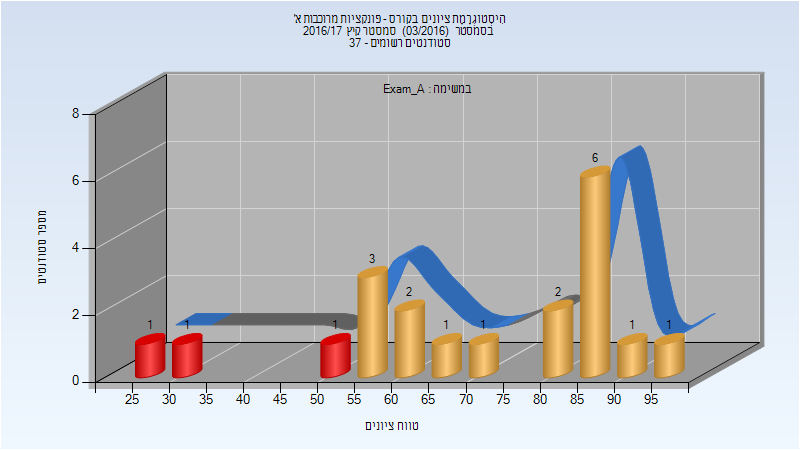 היסטוגרמת ציונים בקורס - פונקציות מרוכבות א'
בסמסטר (03/2016) סמסטר קיץ 2016/17
סטודנטים רשומים - 37
במשימה : Exam_A
8
6
4
2
0
מספר סטודנטים
1 1 1 3 2 1 1 2 6 1 1
25 30 35 40 45 50 55 60 65 70 75 80 85 90 95
טווח ציונים